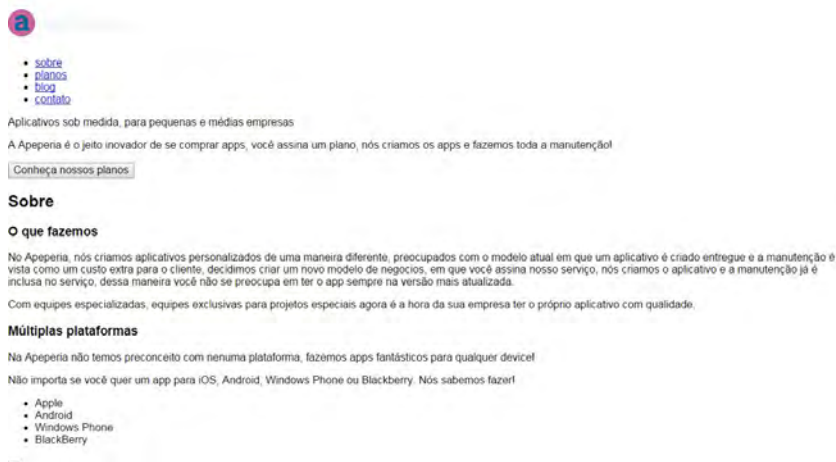 a
sobre
planos
blog
contato
Aplicativos sob medida, para pequenas e médias empresas
A Apeperia é o jeito inovador de se comprar apps, você assina um plano, nós criamos os apps e fazemos toda a manutenção!
Conheça nossos planos
Sobre
O que fazemos
No Apeperia, nós criamos aplicativos personalizados de uma maneira diferente, preocupados com o modelo atual em que um aplicativo é criado entregue e a manutenção é
vista como um custo extra para o cliente, decidimos criar um novo modelo de negocios, em que você assina nosso serviço, nós criamos o aplicativo e a manutenção já é
inclusa no serviço, dessa maneira você não se preocupa em ter o app sempre na versão mais atualizada.
Com equipes especializadas, equipes exclusivas para projetos especiais agora é a hora da sua empresa ter o próprio aplicativo com qualidade.
Múltiplas plataformas
Na Apeperia não temos preconceito com nenuma plataforma, fazemos apps fantásticos para qualquer device!
Não importa se você quer um app para iOS, Android, Windows Phone ou Blackberry. Nós sabemos fazer!
Apple
Android
Windows Phone
BlackBerry